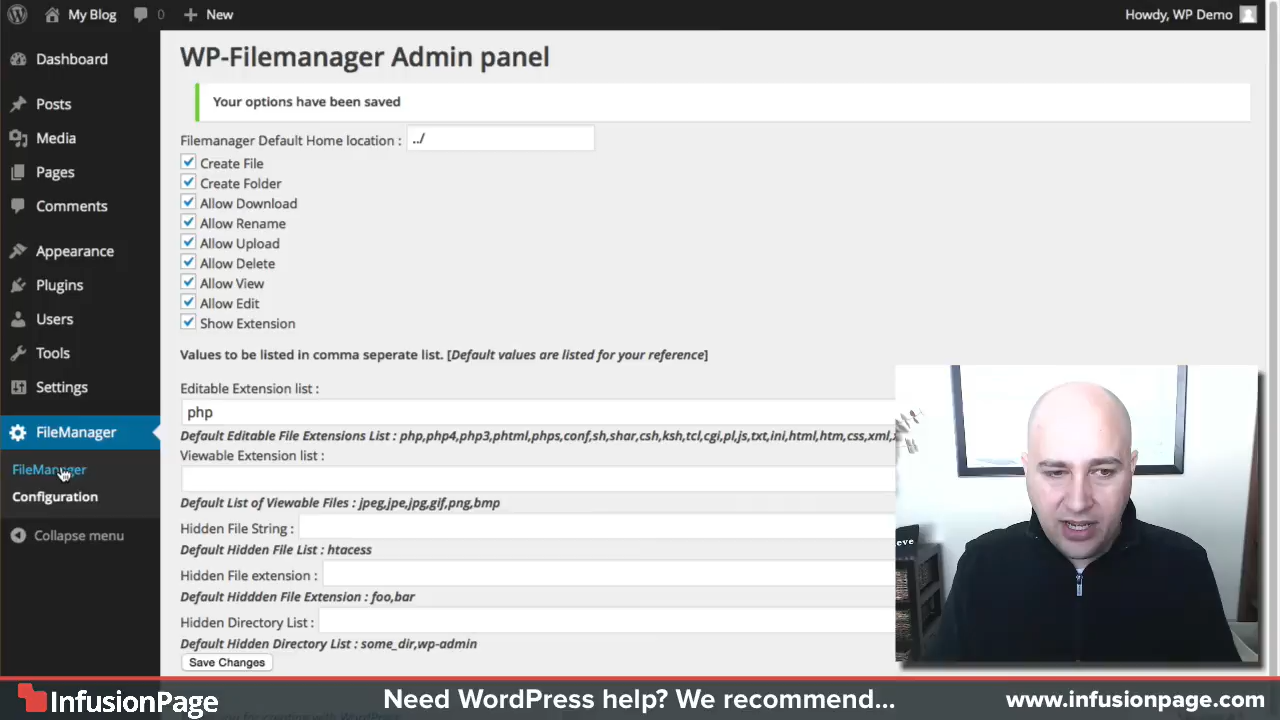 My Blog 0 New Howdy, WP Demo
Dashboard
Posts
Media
Pages
Comments
Appearance
Plugins
Users
Tools
Settings
FileManager
FileManager
Configuration
Collapse menu
WP-Filemanager Admin panel
Your options have been saved
Filemanager Default Home location : ../
Create File
Create Folder
Allow Download
Allow Rename
Allow Upload
Allow Delete
Allow View
Allow Edit
Show Extension
Values to be listed in comma seperate list. [Default values are listed for your reference]
Editable Extension list :
php
Default Editable File Extensions List : php,php4,php3,phtml,phps,conf,sh,shar,csh,ksh,tcl,cgi,pl,js,txt,ini,html,htm,css,xml,
Viewable Extension list :
Default List of Viewable Files : jpeg,jpe,jpg,gif,png,bmp
Hidden File String :
Default Hidden File List : htacess
Hidden File extension :
Default Hiddden File Extension : foo,bar
Hidden Directory List :
Default Hidden Directory List : some_dir,wp-admin
Save Changes
InfusionPage Need WordPress help? We recommend... www.infusionpage.com